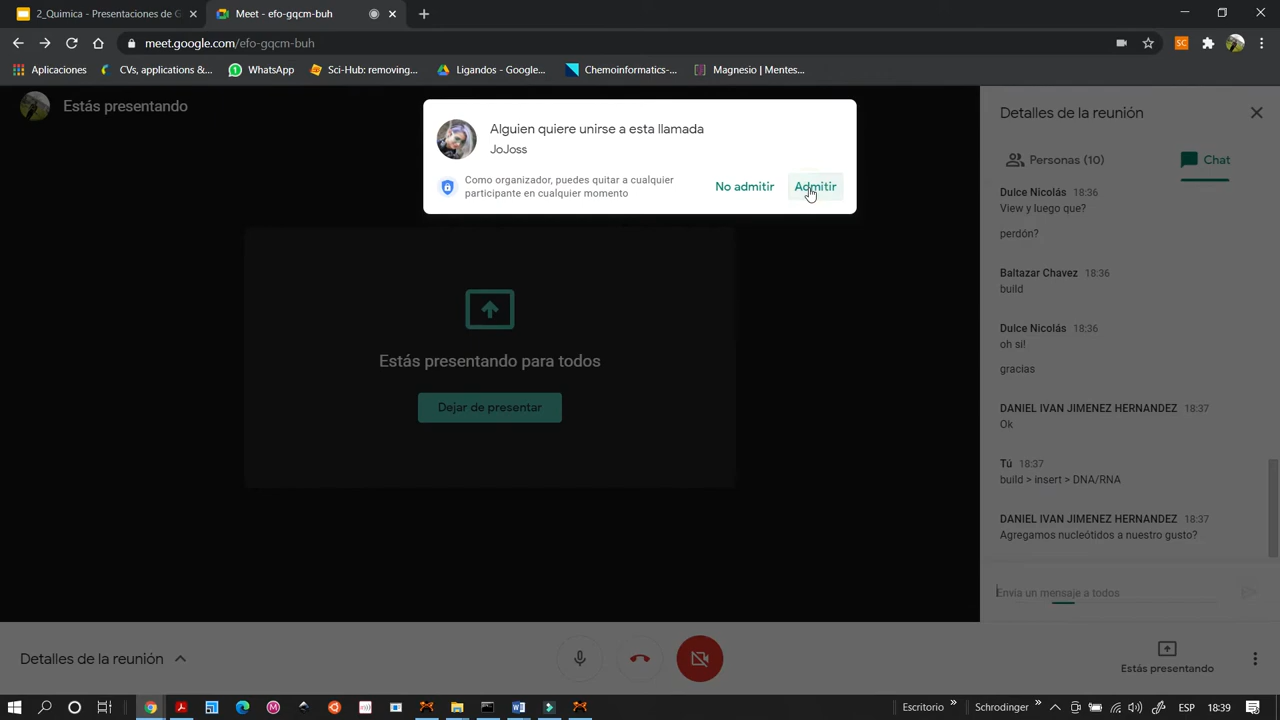 2_Quimica - Presentaciones de G
Meet - efo-gqcm-buh
meet.google.com/efo-gqcm-buh
SC
Aplicaciones
CVs, applications &...
WhatsApp
Sci-Hub: removing...
Ligandos - Google...
Chemoinformatics-...
Magnesio | Mentes...
Estás presentando
Alguien quiere unirse a esta llamada
JoJoss
Como organizador, puedes quitar a cualquier
participante en cualquier momento
No admitir
Admitir
Estás presentando para todos
Dejar de presentar
Detalles de la reunión
Personas (10)
Chat
Dulce Nicolás 18:36
View y luego que?
perdón?
Baltazar Chavez 18:36
build
Dulce Nicolás 18:36
oh si!
gracias
DANIEL IVAN JIMENEZ HERNANDEZ 18:37
Ok
Tú 18:37
build > insert > DNA/RNA
DANIEL IVAN JIMENEZ HERNANDEZ 18:37
Agregamos nucleótidos a nuestro gusto?
Envía un mensaje a todos
Detalles de la reunión
Estás presentando
Escritorio
Schrodinger
ESP
18:39